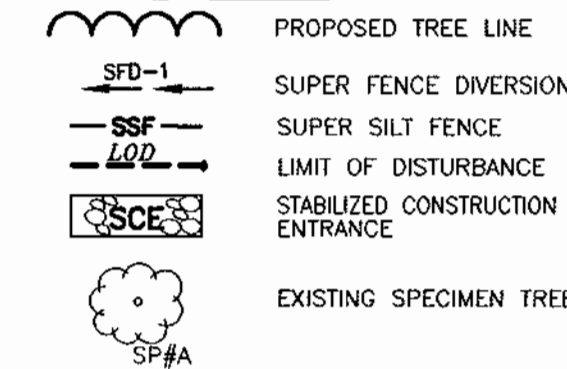 PROPOSED TREE LINE
SFD-1
SUPER FENCE DIVERSION
SSF
SUPER SILT FENCE
LOD
LIMIT OF DISTURBANCE
SCE
STABILIZED CONSTRUCTION
ENTRANCE
EXISTING SPECIMEN TREE
SP#A